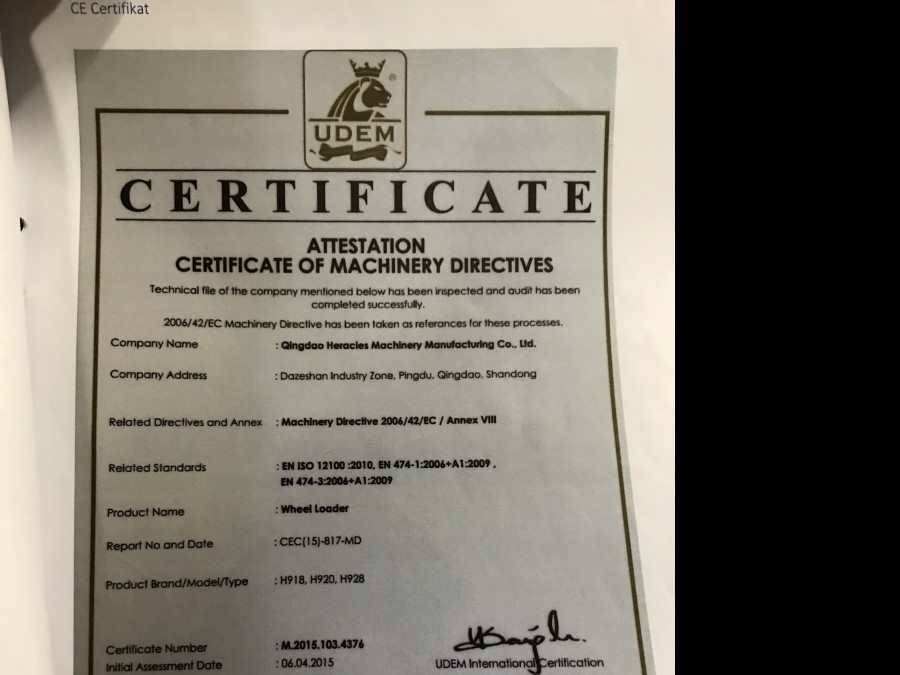 CE Certifikat
®
UDEM
CERTIFICATE
ATTESTATION
CERTIFICATE OF MACHINERY DIRECTIVES
Technical file of the company mentioned below has been inspected and audit has been
completed successfully.
2006/42/EC Machinery Directive has been taken as referances for these processes.
Company Name : Qingdao Heracles Machinery Manufacturing Co., Ltd.
Company Address : Dazeshan Industry Zone, Pingdu, Qingdao, Shandong
Related Directives and Annex : Machinery Directive 2006/42/EC / Annex VIII
Related Standards : EN ISO 12100 :2010, EN 474-1:2006+A1:2009 ,
EN 474-3:2006+A1:2009
Product Name : Wheel Loader
Report No and Date : CEC(15)-817-MD
Product Brand/Model/Type : H918, H920, H928
Certificate Number : M.2015.103.4376
Initial Assessment Date : 06.04.2015
UDEM International Certification